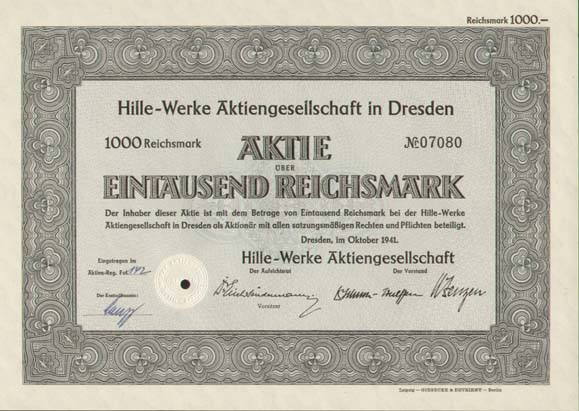 Reichsmark 1000.—
Hille-Werke Aktiengesellschaft in Dresden
1000 Reichsmark AKTIE № 07080
ÜBER
EINTAUSEND REICHSMARK
Der Inhaber dieser Aktie ist mit dem Betrage von Eintausend Reichsmark bei der Hille-Werke
Aktiengesellschaft in Dresden als Aktionär mit allen satzungsmäßigen Rechten und Pflichten beteiligt.
Dresden, im Oktober 1941.
Hille-Werke Aktiengesellschaft
Eingetragen im
Aktien-Reg. Fol. 142
Der Aufsichtsrat Der Vorstand
Der Kontrollbeamte:
Vorsitzer
Leipzig — GIESECKE & DEVRIENT — Berlin